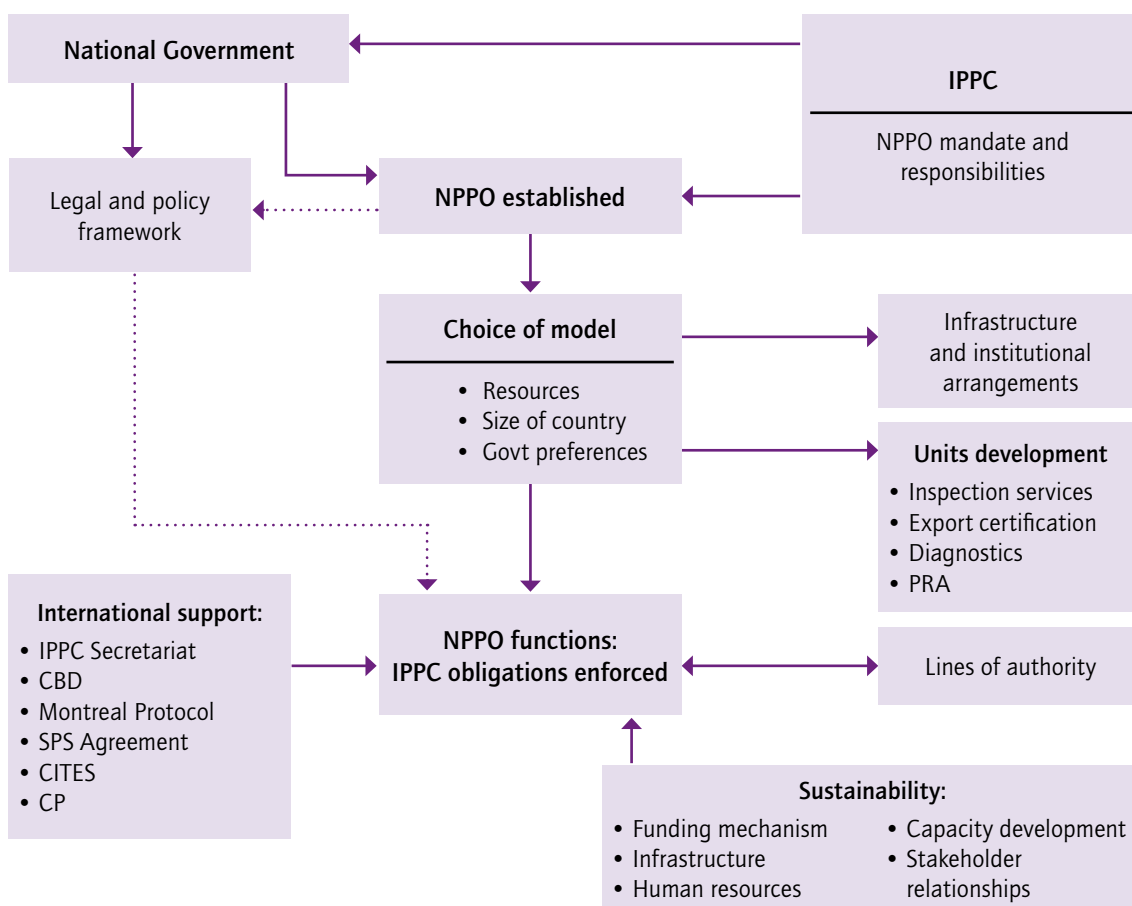 National Government
IPPC
NPPO mandate and
responsibilities
Legal and policy
framework
NPPO established
Choice of model
• Resources
• Size of country
• Govt preferences
Infrastructure
and institutional
arrangements
Units development
• Inspection services
• Export certification
• Diagnostics
• PRA
International support:
• IPPC Secretariat
• CBD
• Montreal Protocol
• SPS Agreement
• CITES
• CP
NPPO functions:
IPPC obligations enforced
Lines of authority
Sustainability:
• Funding mechanism
• Infrastructure
• Human resources
• Capacity development
• Stakeholder
relationships